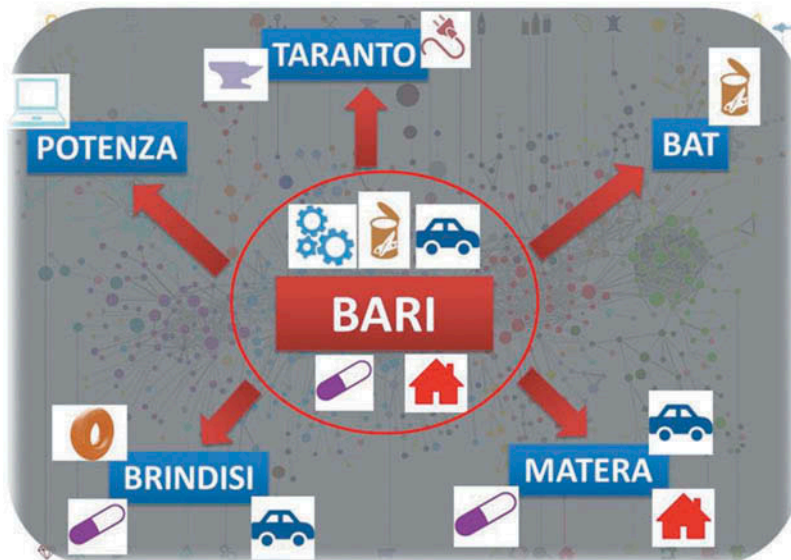 TARANTO
POTENZA
BAT
BARI
BRINDISI
MATERA